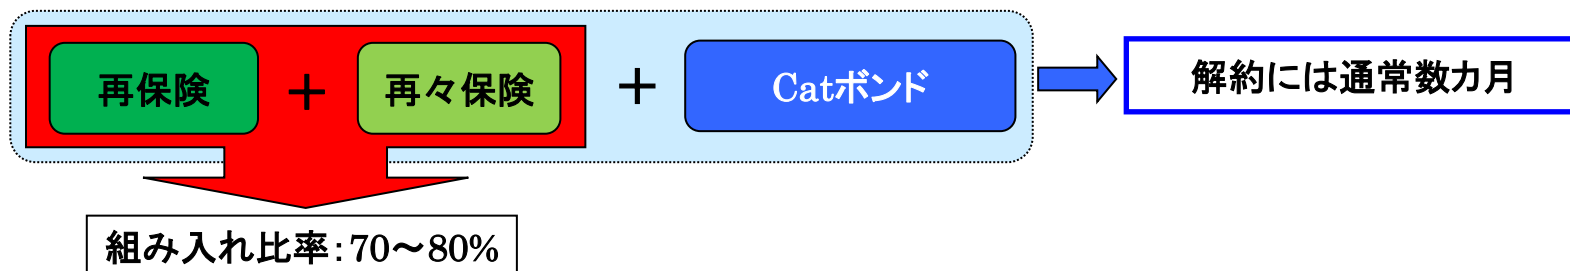 再保険 + 再々保険 + Catボンド 解約には通常数カ月
組み入れ比率：70～80%